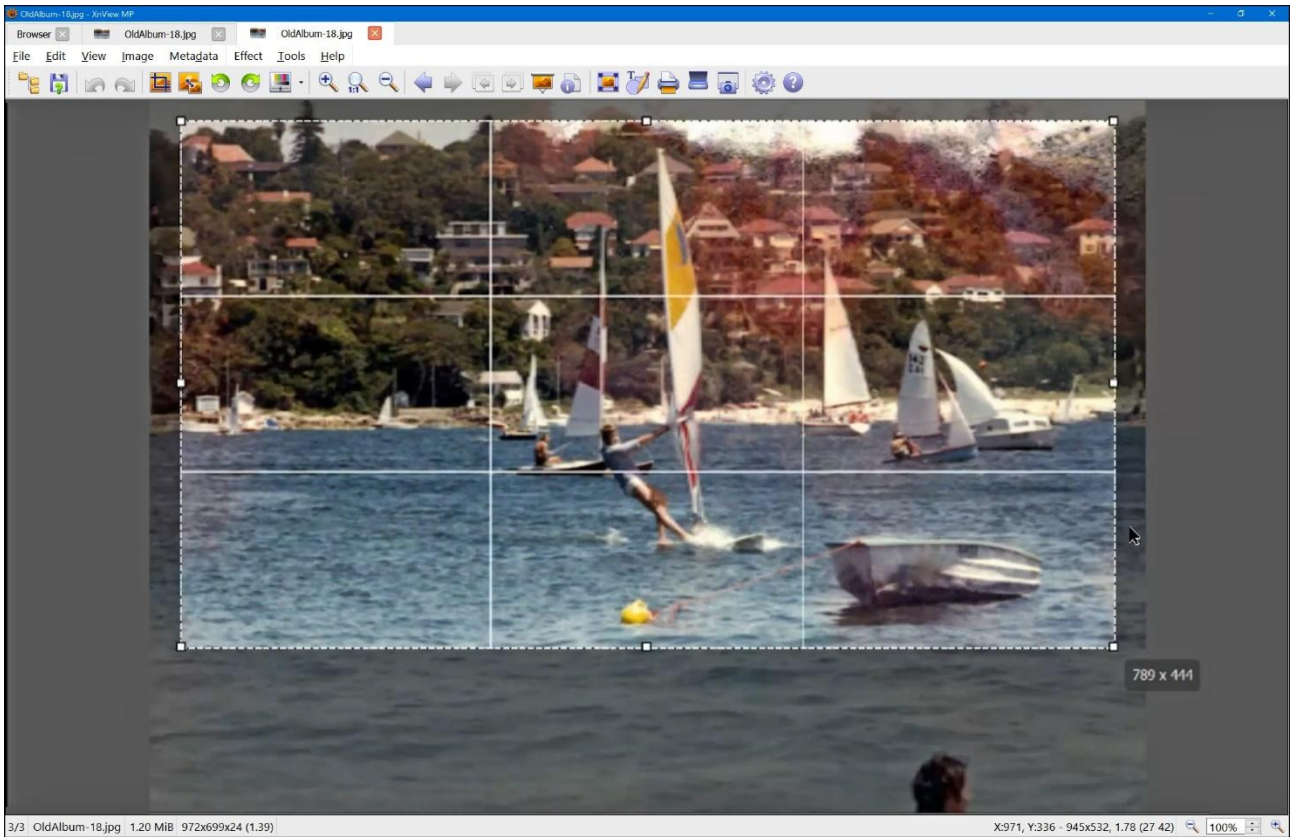 OldAlbum-18.jpg - XnView MP
Browser OldAlbum-18.jpg OldAlbum-18.jpg
File Edit View Image Metadata Effect Tools Help
1:1
789 x 444
3/3 OldAlbum-18.jpg 1.20 MiB 972x699x24 (1.39) X:971, Y:336 - 945x532, 1.78 (27 42) 100%